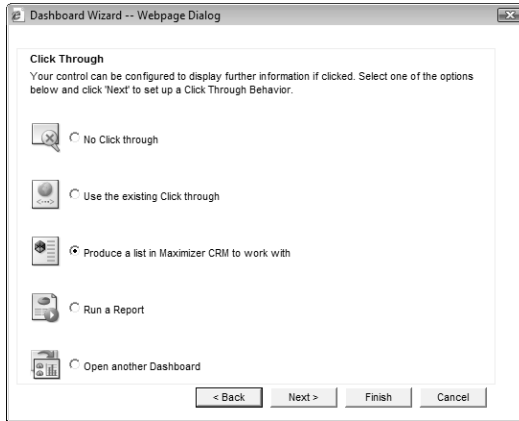 Dashboard Wizard -- Webpage Dialog
Click Through
Your control can be configured to display further information if clicked. Select one of the options
below and click 'Next' to set up a Click Through Behavior.
No Click through
Use the existing Click through
Produce a list in Maximizer CRM to work with
Run a Report
Open another Dashboard
< Back Next > Finish Cancel